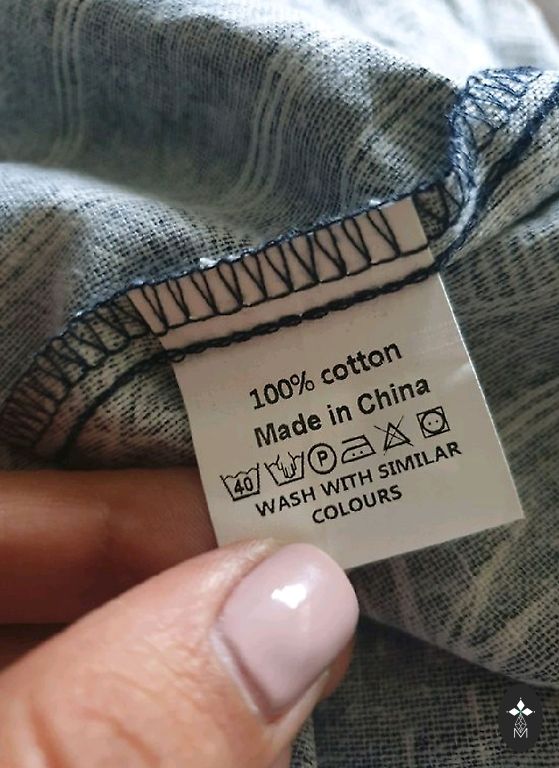 100% cotton
Made in China
40 P
WASH WITH SIMILAR
COLOURS
M